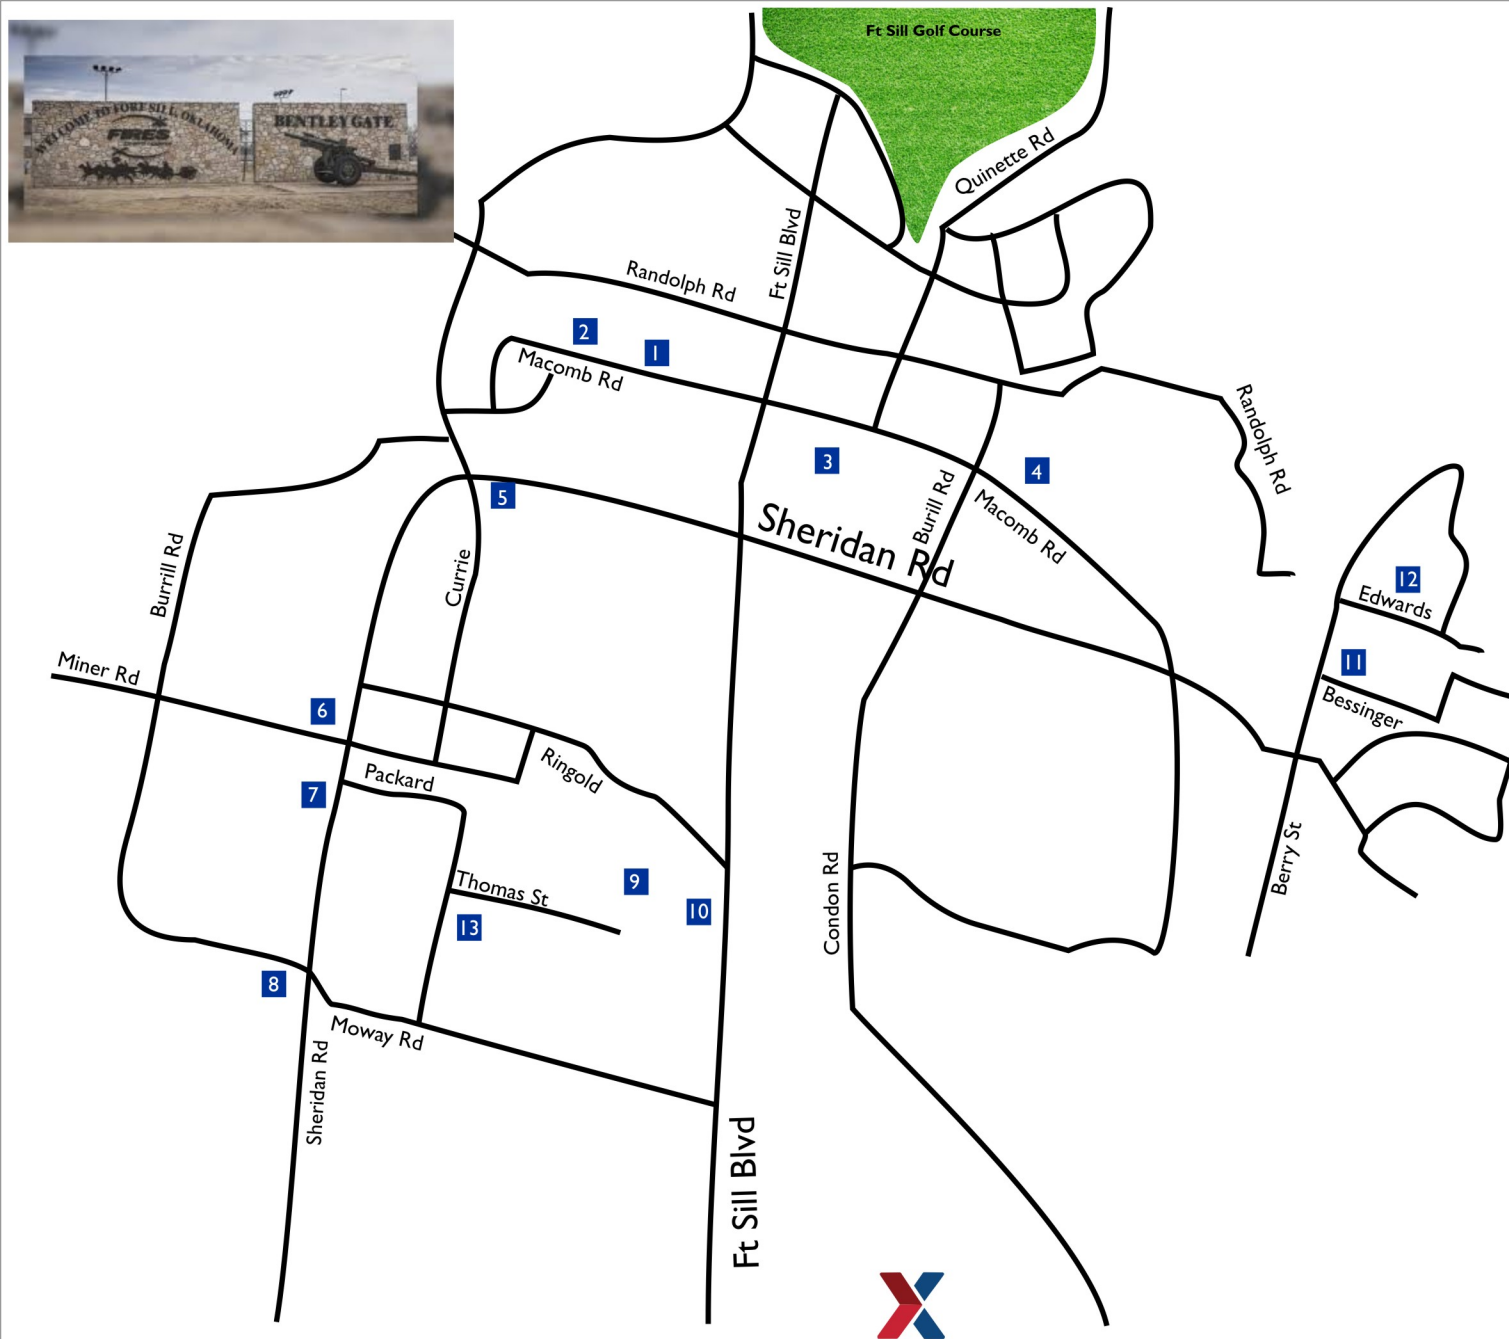 Ft Sill Golf Course
WELCOME TO FORT SILL, OKLAHOMA
FIRES
BENTLEY GATE
Quinette Rd
Ft Sill Blvd
Randolph Rd
2
1
Macomb Rd
Randolph Rd
3
4
5
Burill Rd
Macomb Rd
Sheridan Rd
Burrill Rd
Currie
12
Edwards
Miner Rd
11
Bessinger
6
Ringold
Packard
7
Berry St
Thomas St
9
10
13
Condon Rd
8
Moway Rd
Sheridan Rd
Ft Sill Blvd